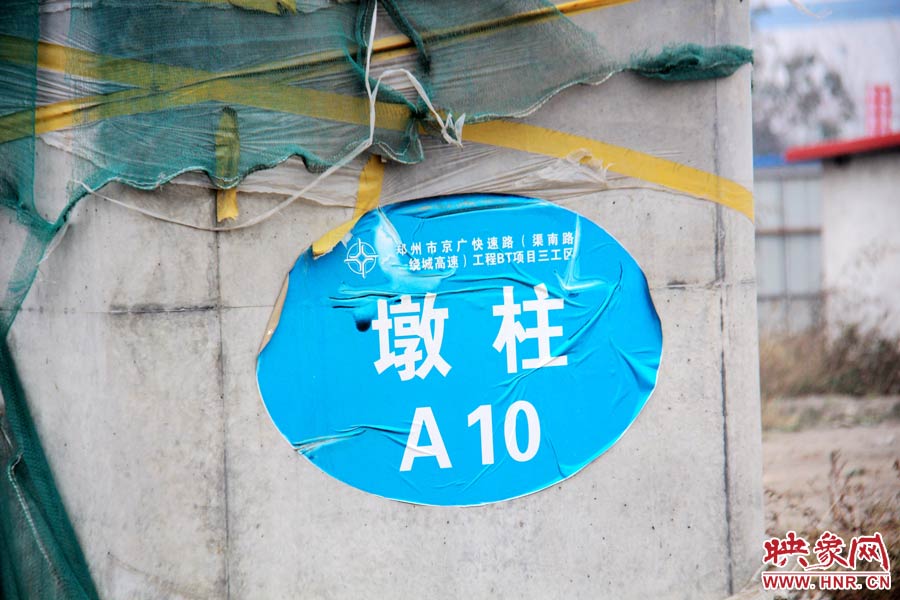 郑州市京广快速路（渠南路
—绕城高速）工程BT项目三工区
墩柱
A10
映象网
WWW.HNR.CN